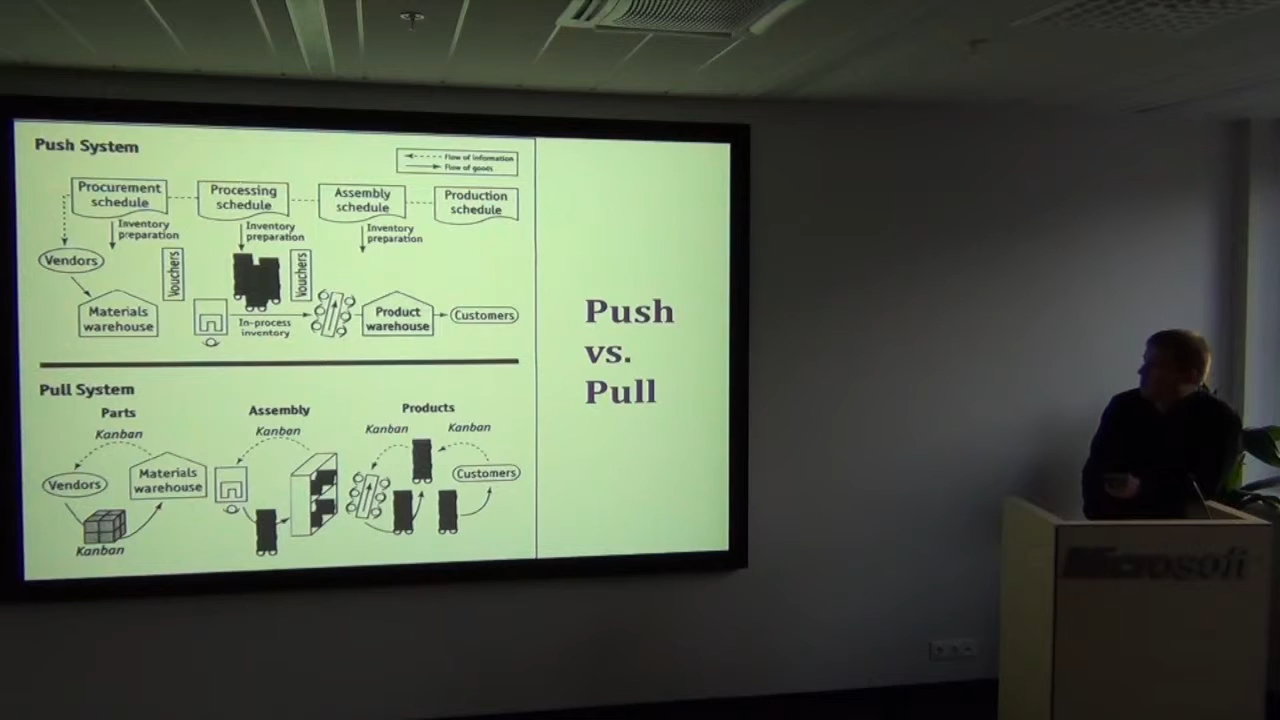 Push System
Flow of information
Flow of goods
Procurement
schedule
Processing
schedule
Assembly
schedule
Production
schedule
Inventory
preparation
Inventory
preparation
Inventory
preparation
Vendors
Vouchers
Vouchers
Materials
warehouse
In-process
inventory
Product
warehouse
Customers
Pull System
Parts
Assembly
Products
Kanban
Kanban
Kanban
Kanban
Vendors
Materials
warehouse
Customers
Kanban
Push
vs.
Pull
Microsoft